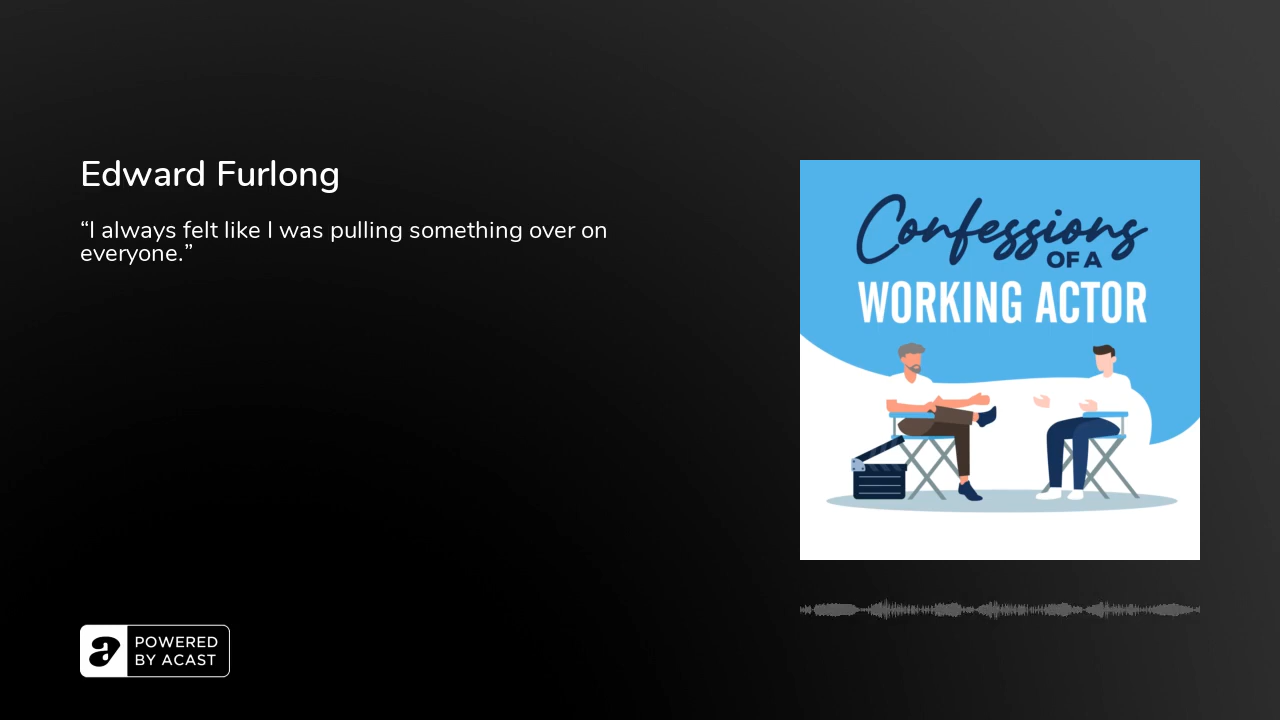 Edward Furlong
“I always felt like I was pulling something over on
everyone.”
Confessions
OF A
WORKING ACTOR
a
POWERED
BY ACAST